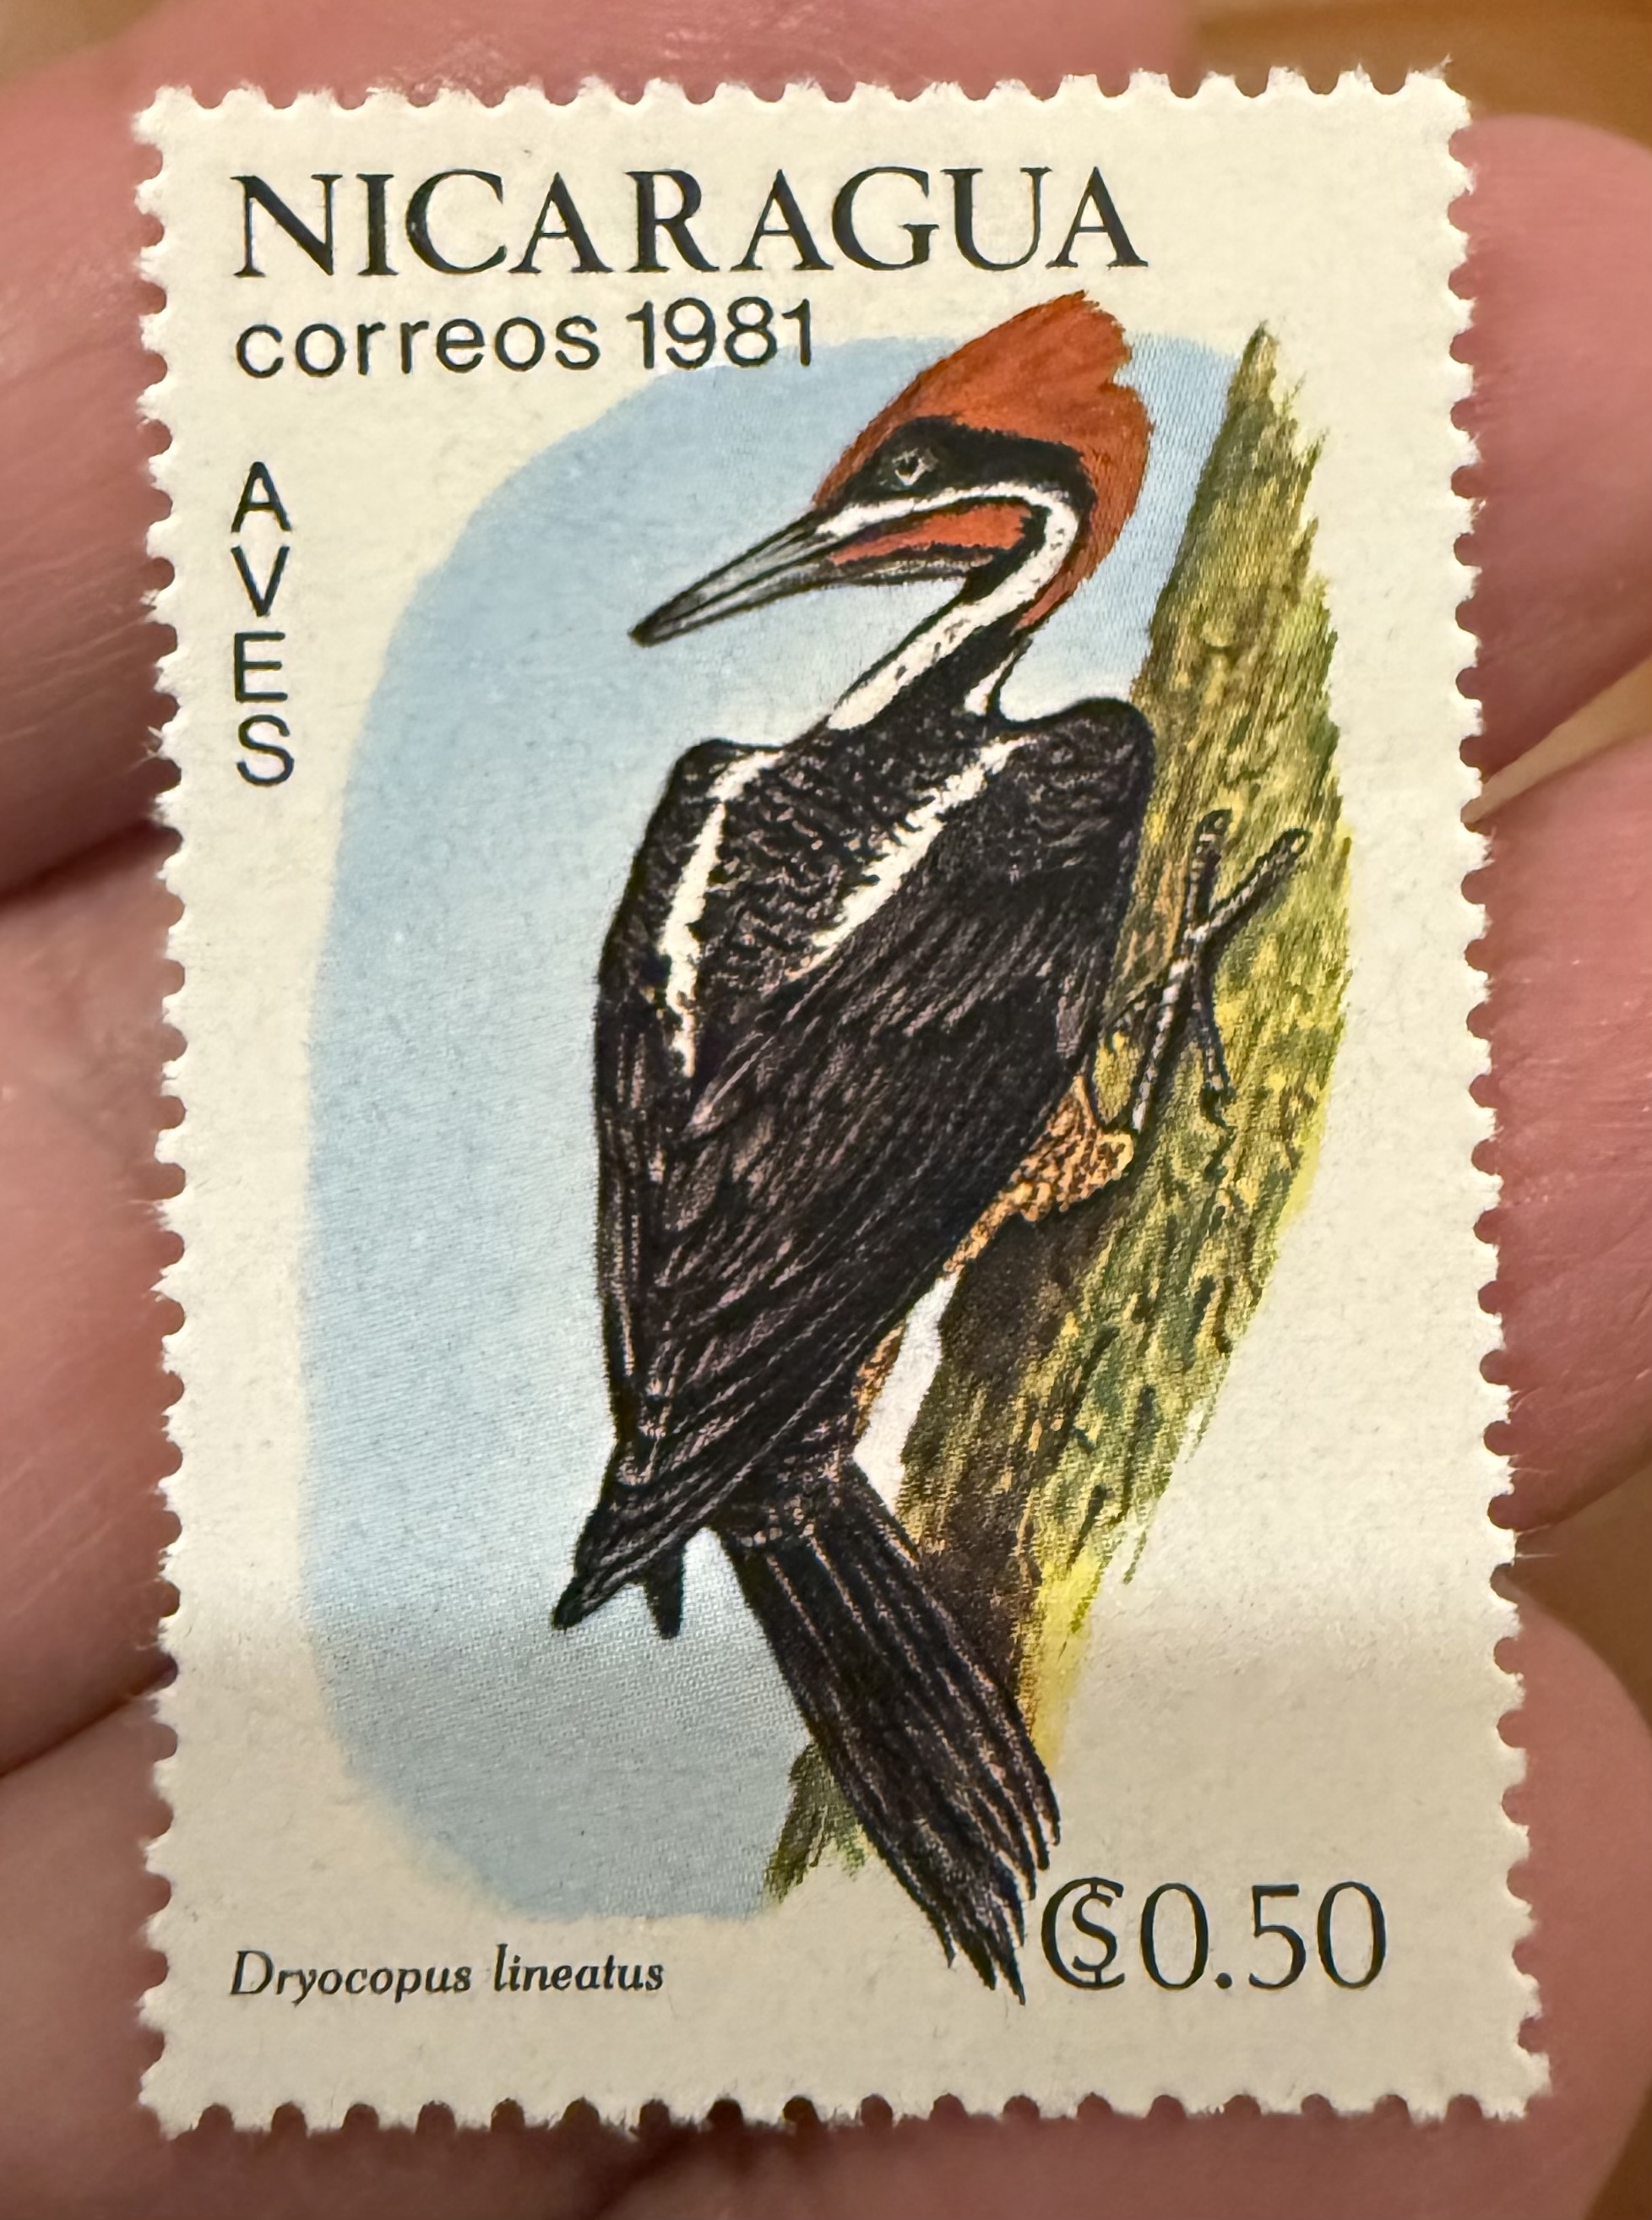 NICARAGUA
correos 1981
AVES
Dryocopus lineatus
C$0.50